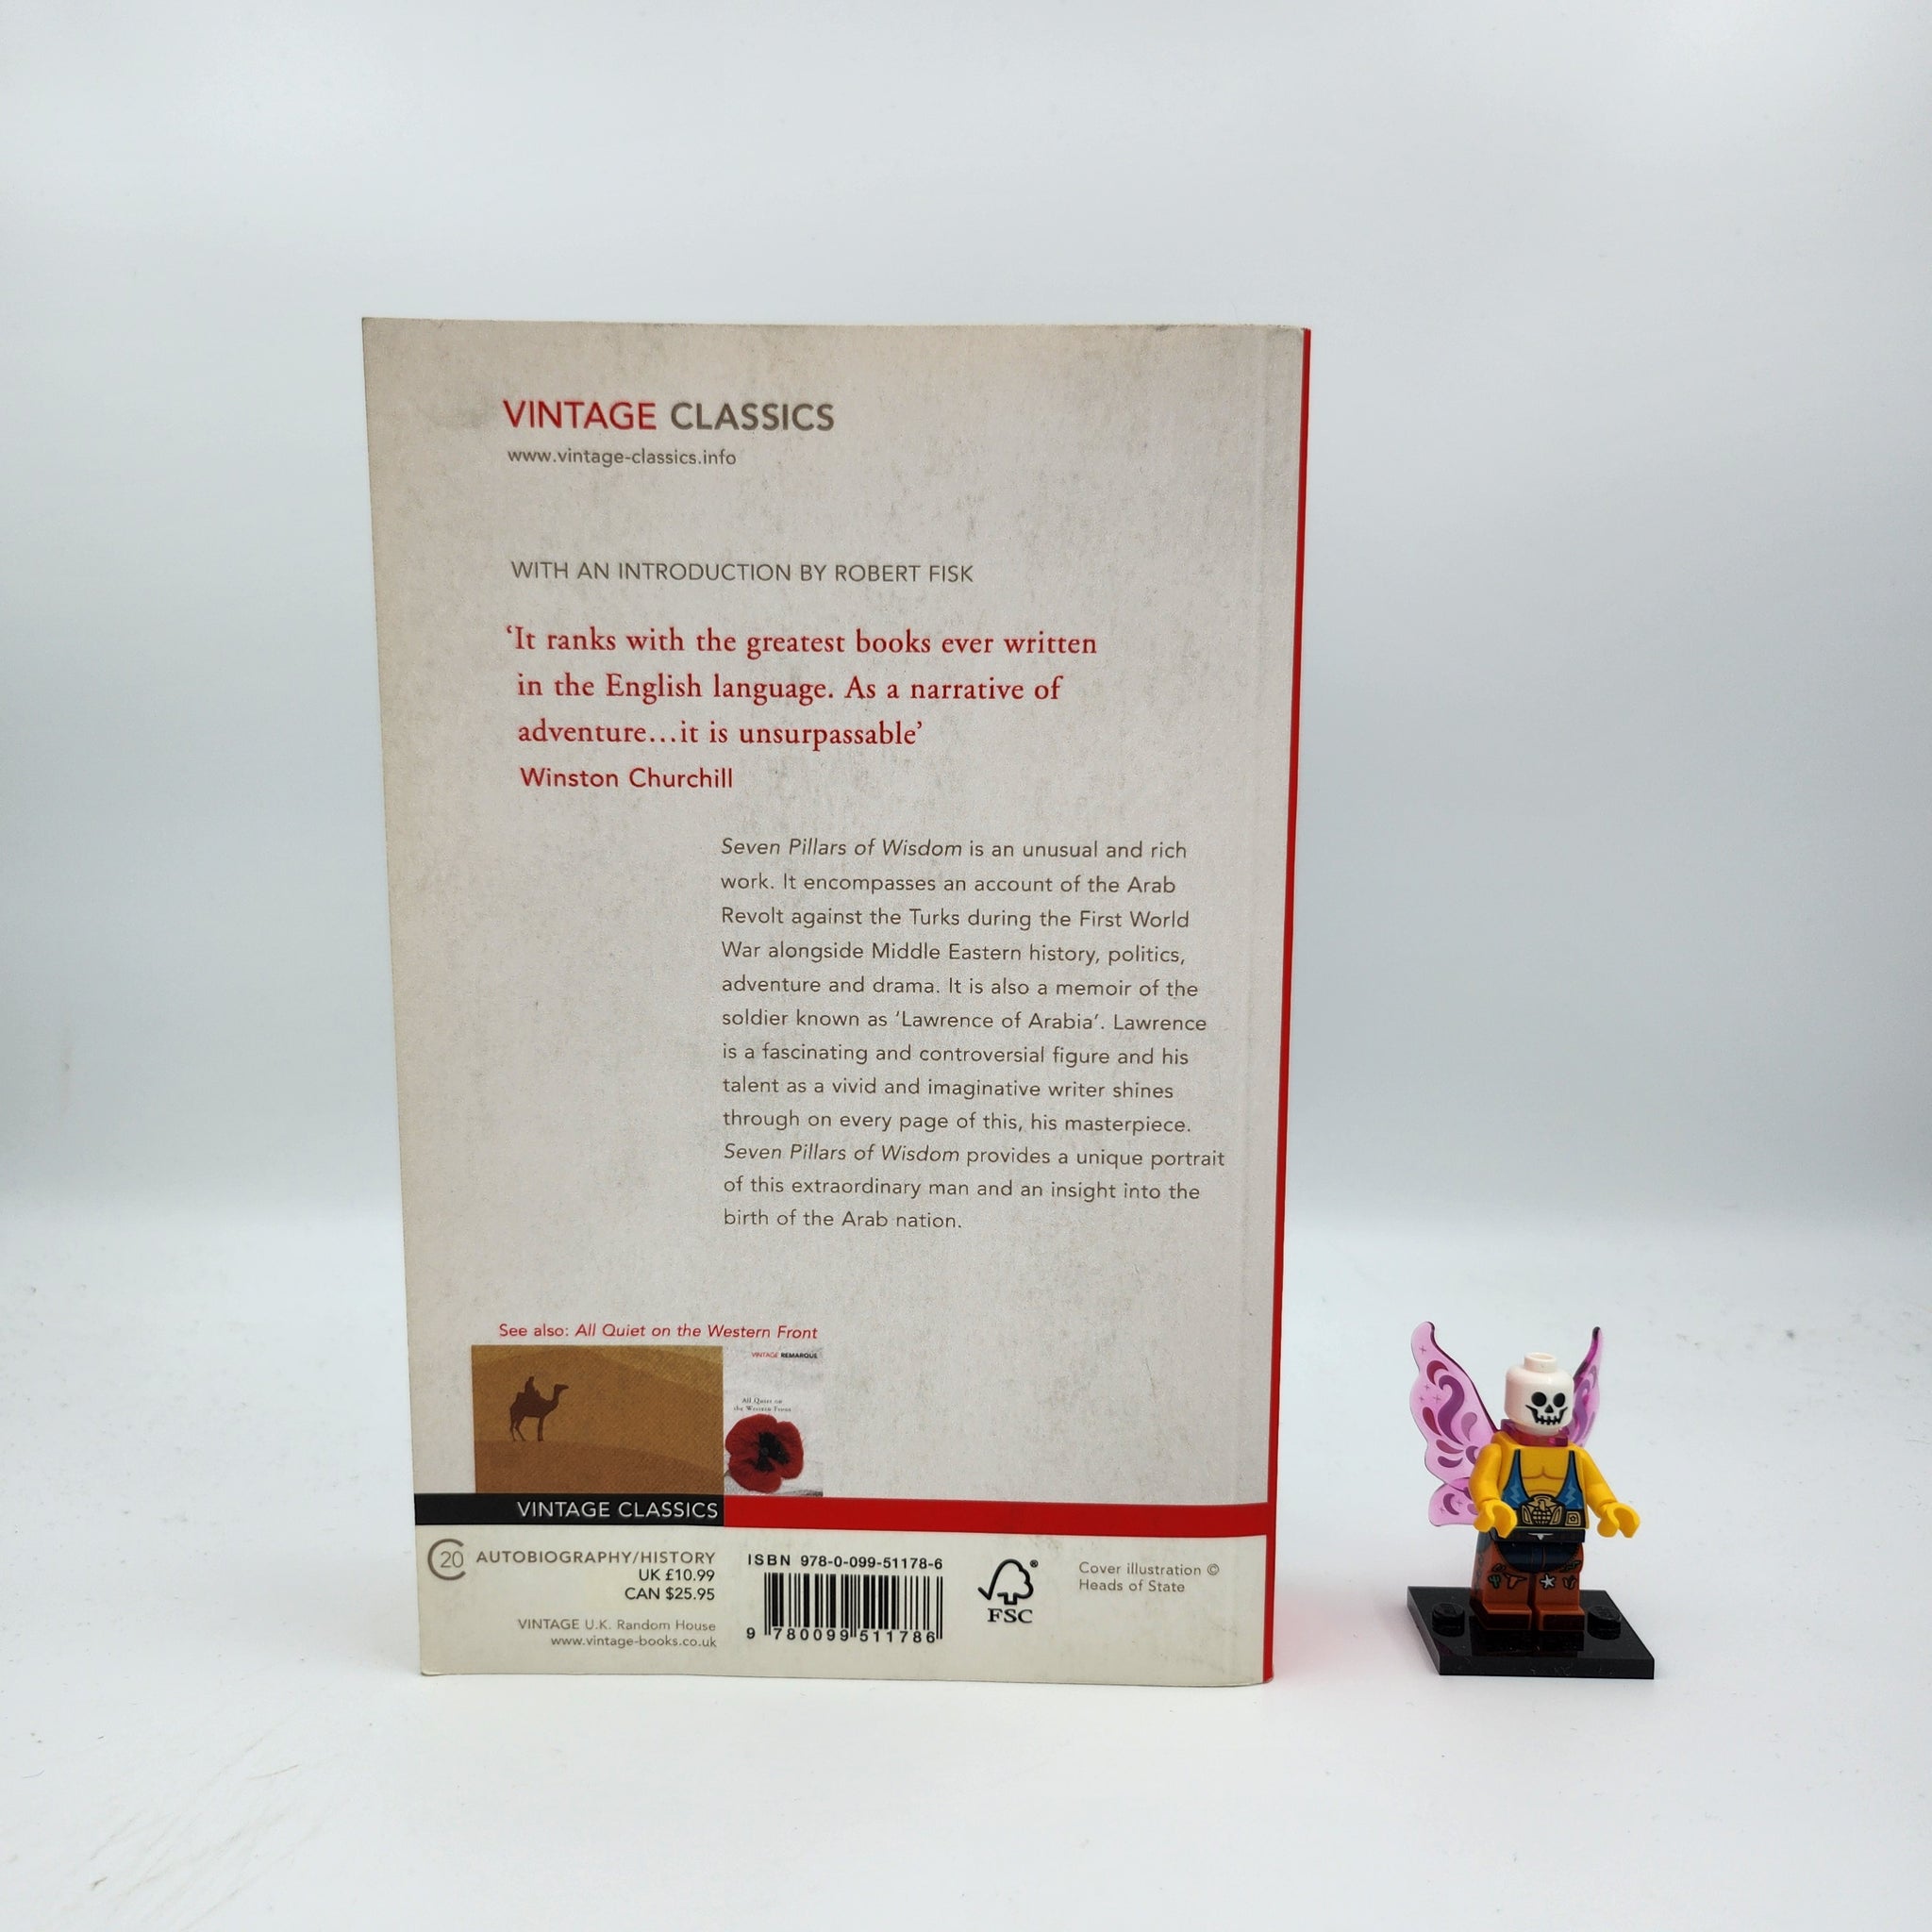 VINTAGE CLASSICS
www.vintage-classics.info
WITH AN INTRODUCTION BY ROBERT FISK
‘It ranks with the greatest books ever written
in the English language. As a narrative of
adventure...it is unsurpassable’
Winston Churchill
Seven Pillars of Wisdom is an unusual and rich
work. It encompasses an account of the Arab
Revolt against the Turks during the First World
War alongside Middle Eastern history, politics,
adventure and drama. It is also a memoir of the
soldier known as ‘Lawrence of Arabia’. Lawrence
is a fascinating and controversial figure and his
talent as a vivid and imaginative writer shines
through on every page of this, his masterpiece.
Seven Pillars of Wisdom provides a unique portrait
of this extraordinary man and an insight into the
birth of the Arab nation.
See also: All Quiet on the Western Front
VINTAGE REMARQUE
All Quiet on
the Western Front
VINTAGE CLASSICS
C20 AUTOBIOGRAPHY/HISTORY
UK £10.99
CAN $25.95
VINTAGE U.K. Random House
www.vintage-books.co.uk
ISBN 978-0-099-51178-6
9 780099 511786
®
FSC
Cover illustration ©
Heads of State